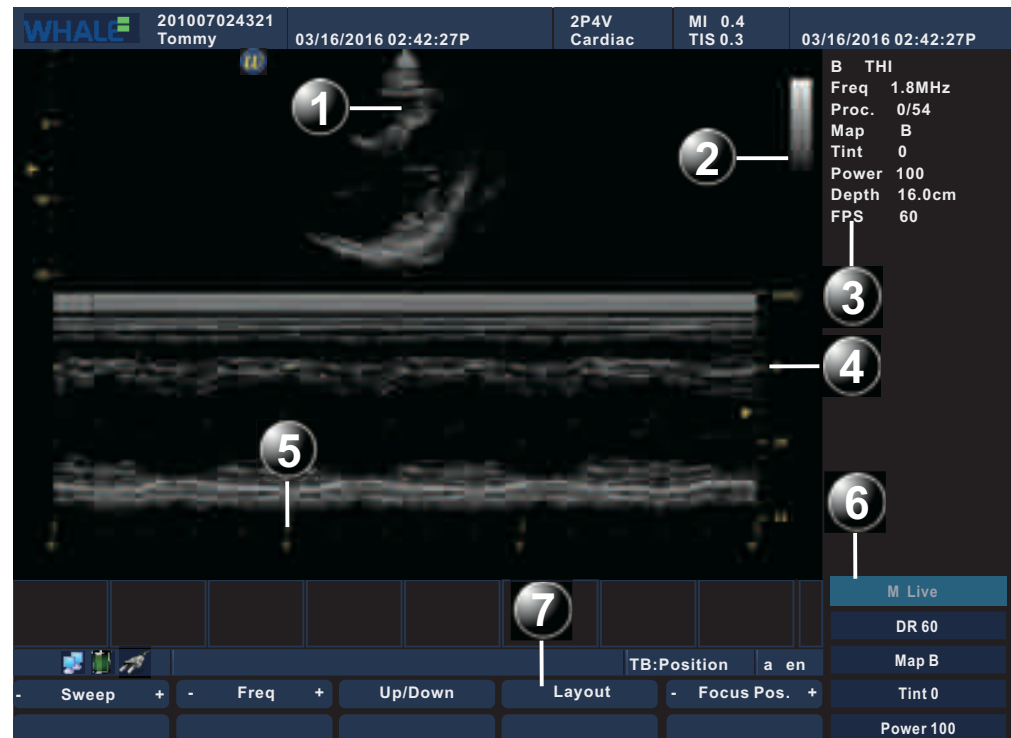 WHALE
201007024321
Tommy
03/16/2016 02:42:27P
2P4V
Cardiac
MI 0.4
TIS 0.3
03/16/2016 02:42:27P
B THI
Freq 1.8MHz
Proc. 0/54
Map B
Tint 0
Power 100
Depth 16.0cm
FPS 60
1
2
3
4
5
6
7
M Live
DR 60
Map B
Tint 0
Power 100
TB:Position a en
- Sweep +
- Freq +
Up/Down
Layout
- Focus Pos. +